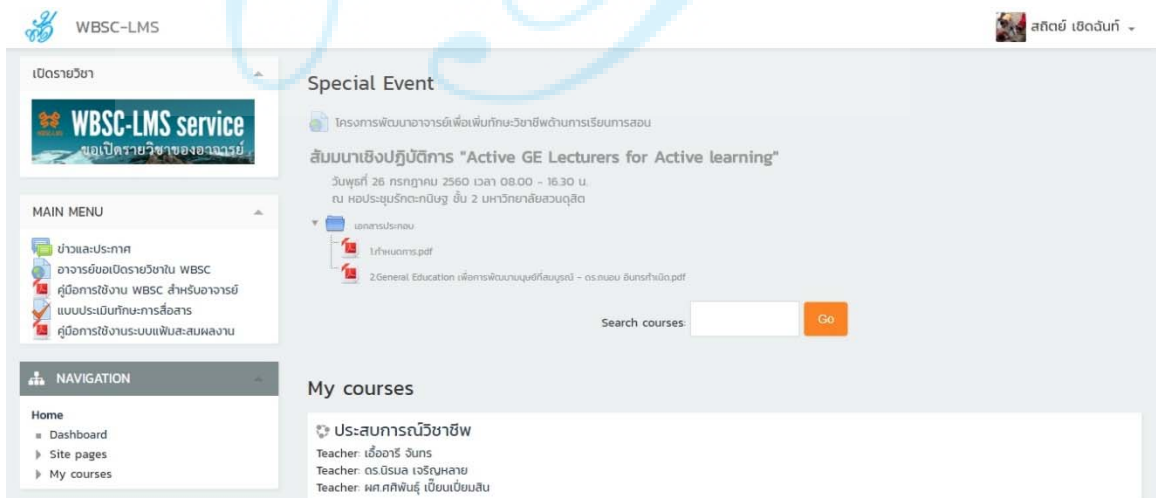 WBSC-LMS
สถิตย์ เชิดฉันท์
เปิดรายวิชา
WBSC-LMS service
ขอเปิดรายวิชาของอาจารย์
MAIN MENU
ข่าวและประกาศ
อาจารย์ขอเปิดรายวิชาใน WBSC
คู่มือการใช้งาน WBSC สำหรับอาจารย์
แบบประเมินทักษะการสื่อสาร
คู่มือการใช้งานระบบแฟ้มสะสมผลงาน
NAVIGATION
Home
Dashboard
Site pages
My courses
Special Event
โครงการพัฒนาอาจารย์เพื่อเพิ่มทักษะวิชาชีพด้านการเรียนการสอน
สัมมนาเชิงปฏิบัติการ "Active GE Lecturers for Active learning"
วันพุธที่ 26 กรกฎาคม 2560 เวลา 08.00 - 16.30 น.
ณ หอประชุมรักตะกนิษฐ ชั้น 2 มหาวิทยาลัยสวนดุสิต
เอกสารประกอบ
1.กำหนดการ.pdf
2.General Education เพื่อการพัฒนามนุษย์ที่สมบูรณ์ - ดร.ถนอม อินทรกำเนิด.pdf
Search courses:
Go
My courses
ประสบการณ์วิชาชีพ
Teacher: เอื้ออารี จันทร
Teacher: ดร.นิรมล เจริญหลาย
Teacher: ผศ.ศศิพันธุ์ เปี๊ยนเปี่ยมสิน